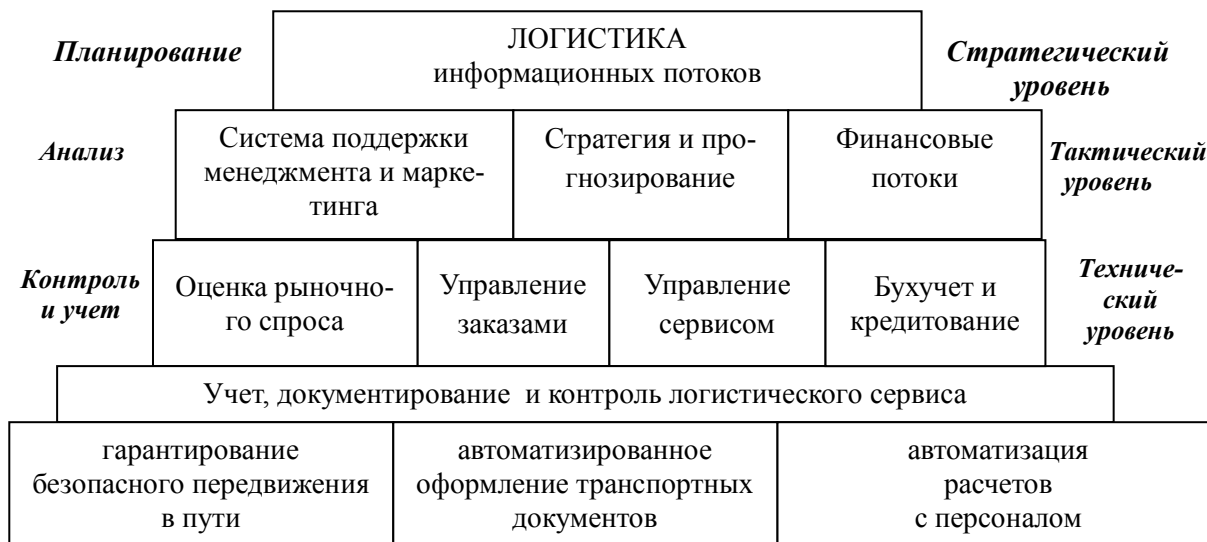 Планирование
ЛОГИСТИКА
информационных потоков
Стратегический
уровень
Анализ
Система поддержки
менеджмента и марке-
тинга
Стратегия и про-
гнозирование
Финансовые
потоки
Тактический
уровень
Контроль
и учет
Оценка рыночно-
го спроса
Управление
заказами
Управление
сервисом
Бухучет и
кредитование
Техниче-
ский
уровень
Учет, документирование и контроль логистического сервиса
гарантирование
безопасного передвижения
в пути
автоматизированное
оформление транспортных
документов
автоматизация
расчетов
с персоналом